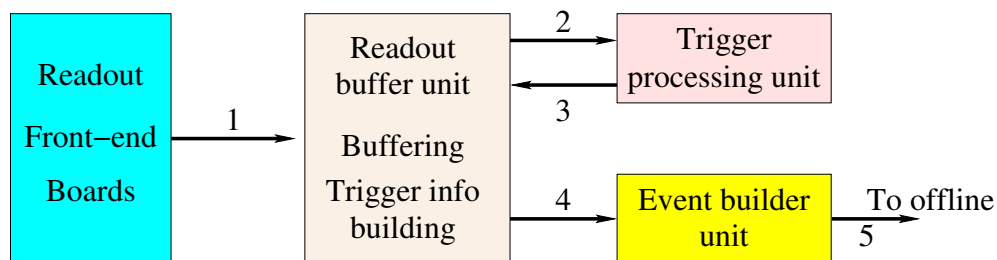 Readout
Front−end
Boards
1
Readout
buffer unit
Buffering
Trigger info
building
2
3
Trigger
processing unit
4
Event builder
unit
To offline
5